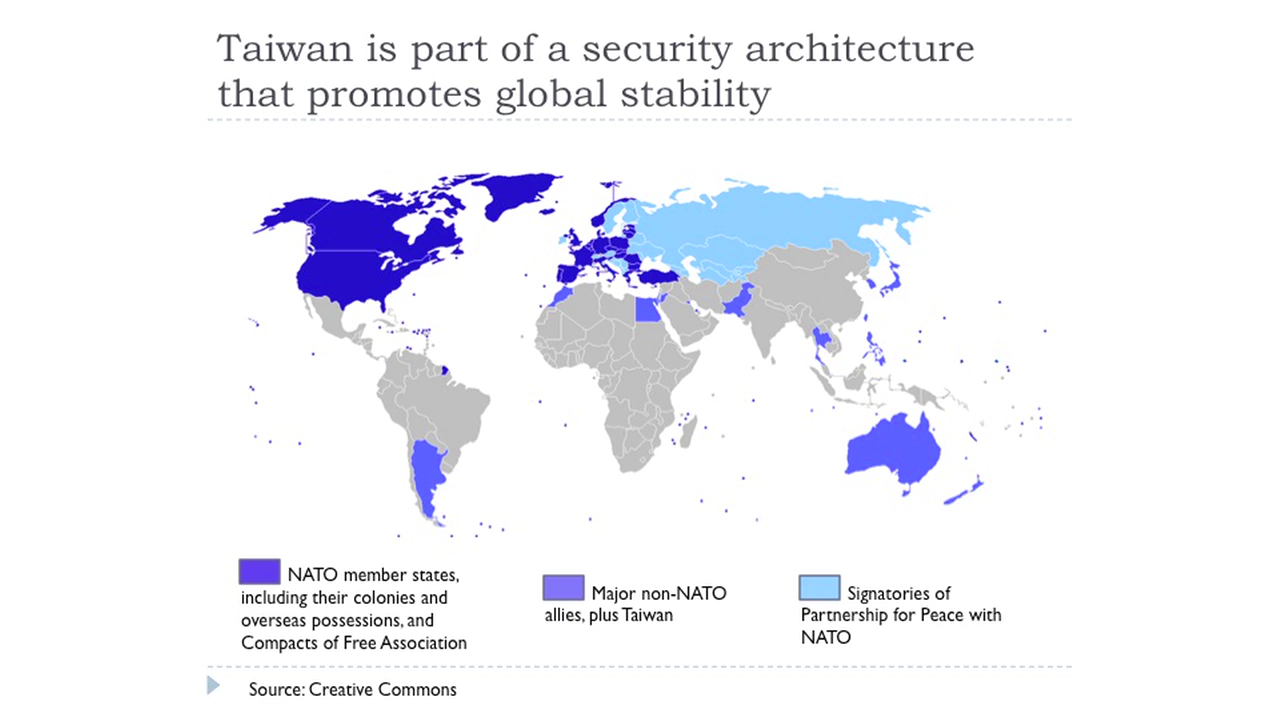 Taiwan is part of a security architecture
that promotes global stability
NATO member states,
including their colonies and
overseas possessions, and
Compacts of Free Association
Major non-NATO
allies, plus Taiwan
Signatories of
Partnership for Peace with
NATO
Source: Creative Commons